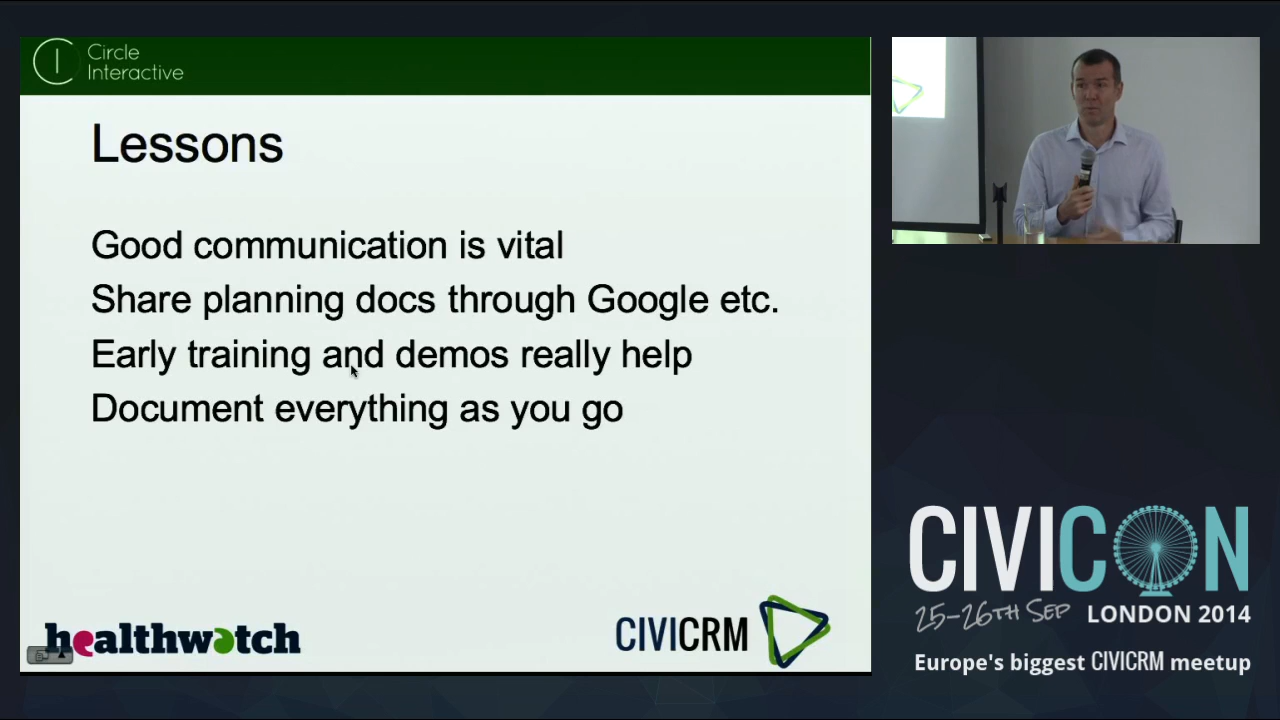 Circle
Interactive
Lessons
Good communication is vital
Share planning docs through Google etc.
Early training and demos really help
Document everything as you go
healthwatch
CIVICRM
CIVICON
25-26TH SEP LONDON 2014
Europe's biggest CIVICRM meetup